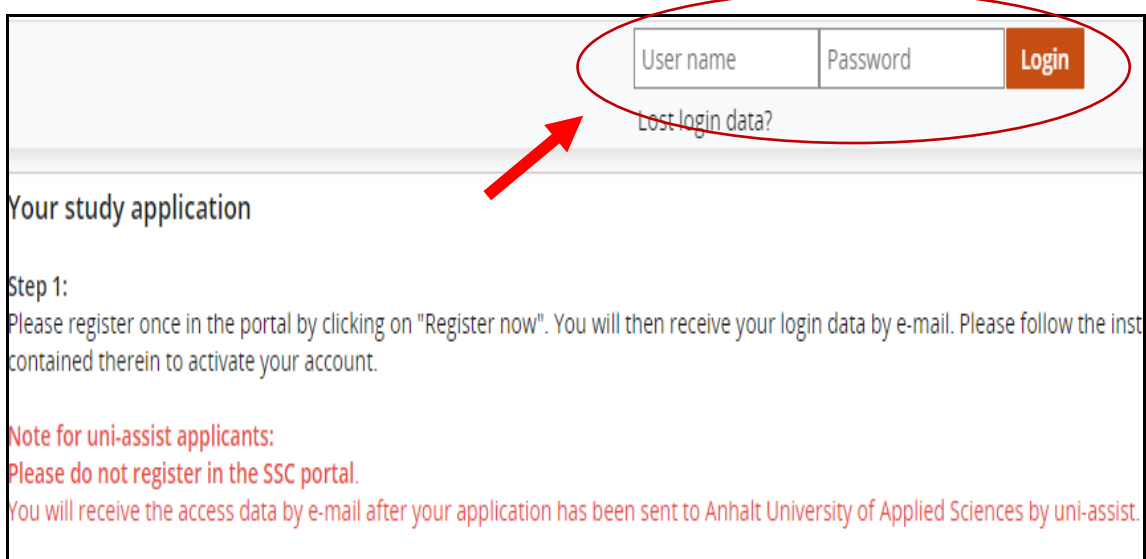 User name Password Login
Lost login data?
Your study application
Step 1:
Please register once in the portal by clicking on "Register now". You will then receive your login data by e-mail. Please follow the inst
contained therein to activate your account.
Note for uni-assist applicants:
Please do not register in the SSC portal.
You will receive the access data by e-mail after your application has been sent to Anhalt University of Applied Sciences by uni-assist.